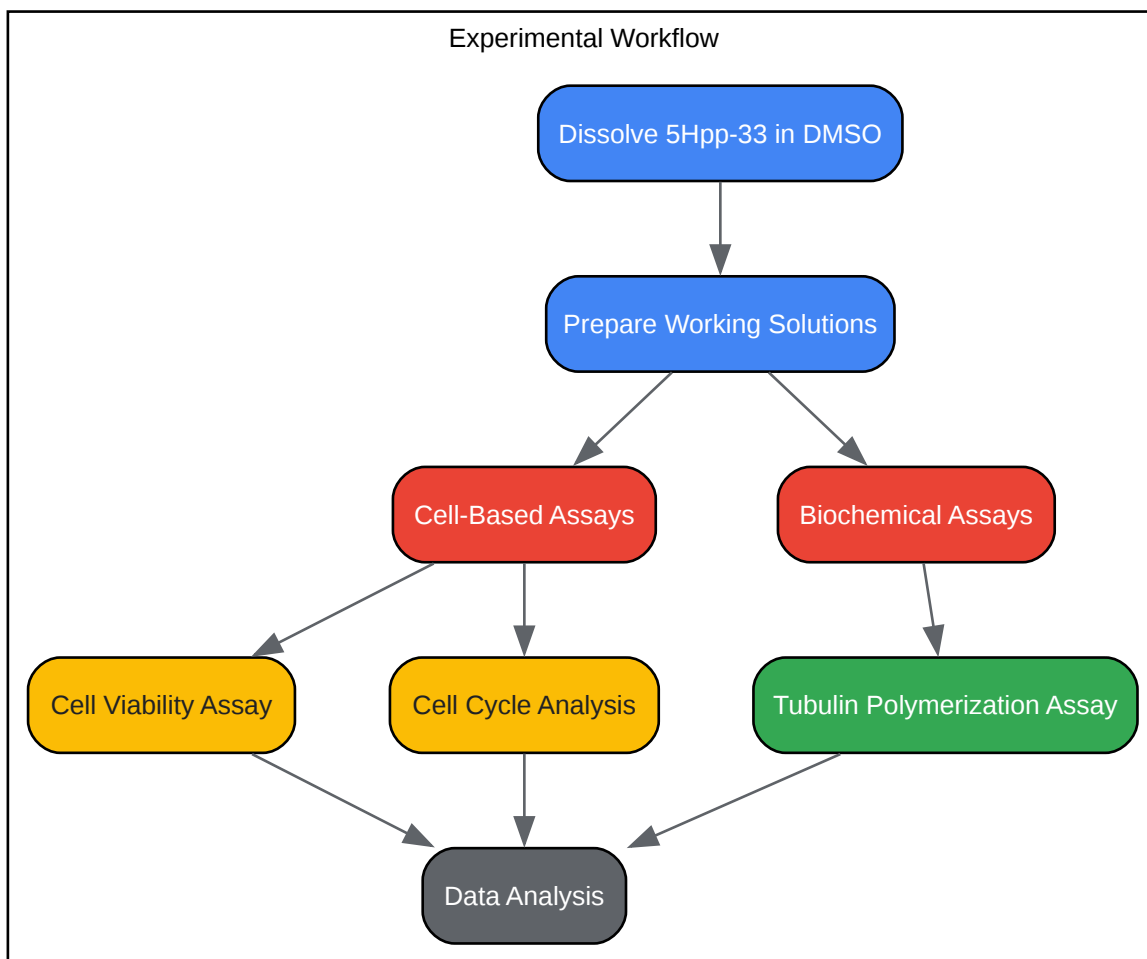 Experimental Workflow
Dissolve 5Hpp-33 in DMSO
Prepare Working Solutions
Cell-Based Assays
Biochemical Assays
Cell Viability Assay
Cell Cycle Analysis
Tubulin Polymerization Assay
Data Analysis